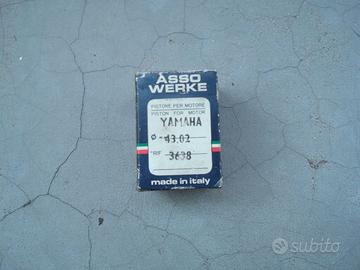 ASSO
WERKE
PISTONE PER MOTORE
PISTON FOR MOTOR
YAMAHA
Ø 43.02
RIF 3638
made in italy
subito